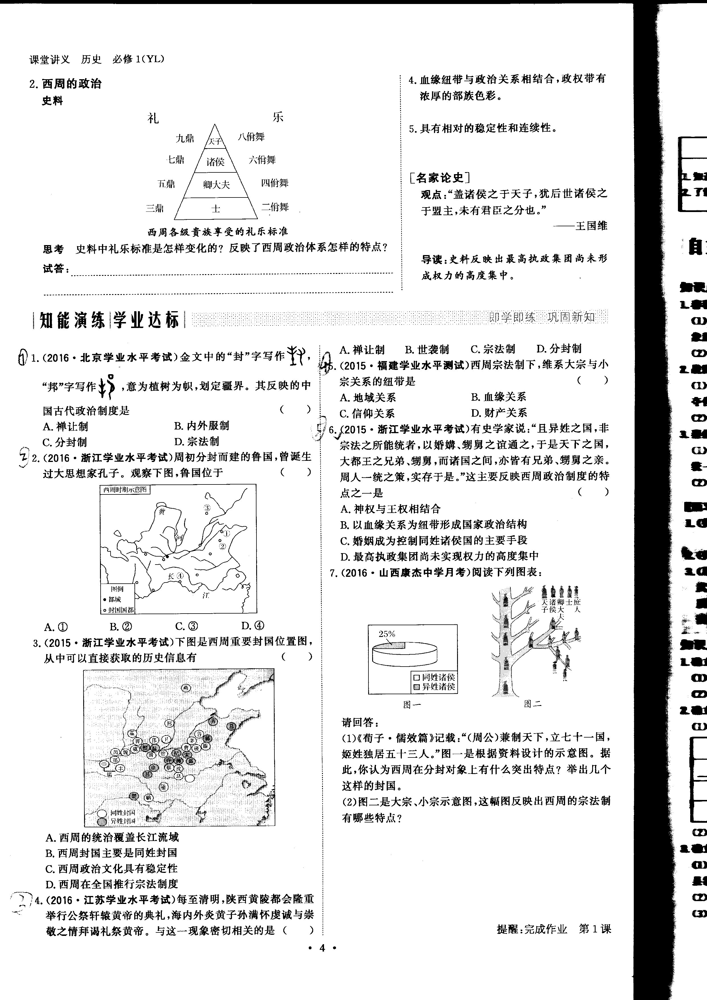 课堂讲义 历史 必修1(YL)
2. 西周的政治
史料
礼 乐
九鼎 天子 八佾舞
七鼎 诸侯 六佾舞
五鼎 卿大夫 四佾舞
三鼎 士 二佾舞
西周各级贵族享受的礼乐标准
思考 史料中礼乐标准是怎样变化的？反映了西周政治体系怎样的特点？
试答：
4. 血缘纽带与政治关系相结合，政权带有
浓厚的部族色彩。
5. 具有相对的稳定性和连续性。
[名家论史]
观点：“盖诸侯之于天子，犹后世诸侯之
于盟主，未有君臣之分也。”
——王国维
导读：史料反映出最高执政集团尚未形
成权力的高度集中。
知能演练 学业达标
即学即练 巩固新知
1. (2016·北京学业水平考试)金文中的“封”字写作 ，
“邦”字写作 ，意为植树为帜，划定疆界。其反映的中
国古代政治制度是 ( )
A. 禅让制 B. 内外服制
C. 分封制 D. 宗法制
2. (2016·浙江学业水平考试)周初分封而建的鲁国，曾诞生
过大思想家孔子。观察下图，鲁国位于 ( )
西周时期示意图
黄
③
河
①
②
长 ④
江
图例
都城
封国国都
A. ① B. ② C. ③ D. ④
3. (2015·浙江学业水平考试)下图是西周重要封国位置图，
从中可以直接获取的历史信息有 ( )
燕
邢
齐
霍
晋
卫
虞
曹
芮 魏
丰
蔡 沈
息
随
楚
同姓封国
异姓封国
A. 西周的统治覆盖长江流域
B. 西周封国主要是同姓封国
C. 西周政治文化具有稳定性
D. 西周在全国推行宗法制度
4. (2016·江苏学业水平考试)每至清明，陕西黄陵都会隆重
举行公祭轩辕黄帝的典礼，海内外炎黄子孙满怀虔诚与崇
敬之情拜谒礼祭黄帝。与这一现象密切相关的是 ( )
A. 禅让制 B. 世袭制 C. 宗法制 D. 分封制
5. (2015·福建学业水平测试)西周宗法制下，维系大宗与小
宗关系的纽带是 ( )
A. 地域关系 B. 血缘关系
C. 信仰关系 D. 财产关系
6. (2015·浙江学业水平考试)有史学家说：“且异姓之国，非
宗法之所能统者，以婚媾、甥舅之谊通之，于是天下之国，
大都王之兄弟、甥舅，而诸国之间，亦皆有兄弟、甥舅之亲。
周人一统之策，实存于是。”这主要反映西周政治制度的特
点之一是 ( )
A. 神权与王权相结合
B. 以血缘关系为纽带形成国家政治结构
C. 婚姻成为控制同姓诸侯国的主要手段
D. 最高执政集团尚未实现权力的高度集中
7. (2016·山西康杰中学月考)阅读下列图表：
25%
同姓诸侯
异姓诸侯
图一
天子 诸侯 卿大夫 士 庶人
图二
请回答：
(1)《荀子·儒效篇》记载：“(周公)兼制天下，立七十一国，
姬姓独居五十三人。”图一是根据资料设计的示意图。据
此，你认为西周在分封对象上有什么突出特点？举出几个
这样的封国。
(2)图二是大宗、小宗示意图，这幅图反映出西周的宗法制
有哪些特点？
提醒：完成作业 第1课
· 4 ·